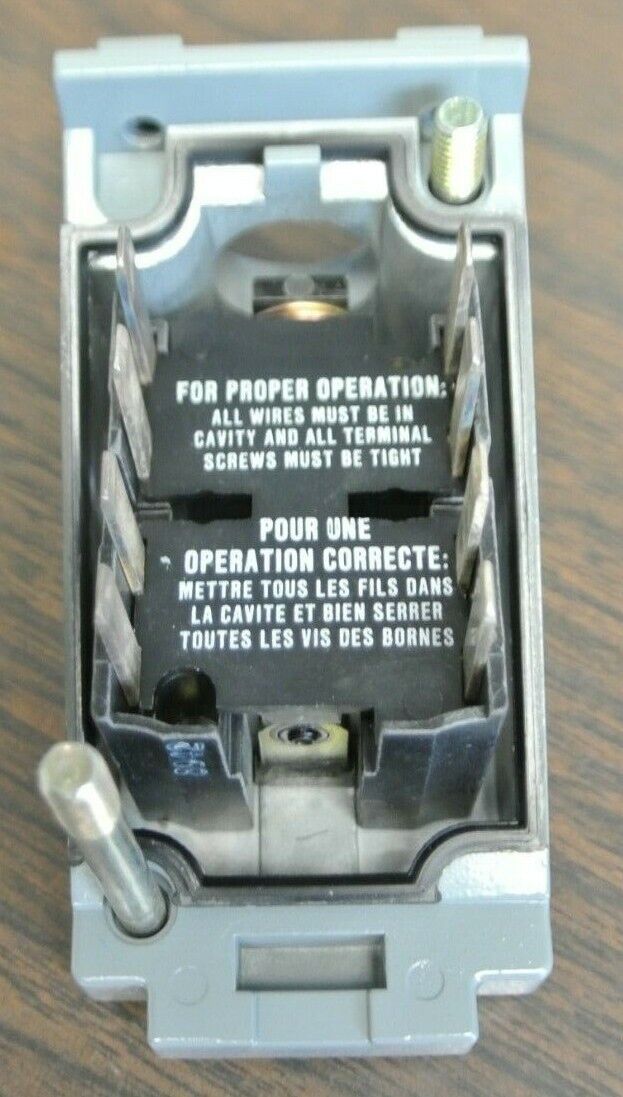 FOR PROPER OPERATION:
ALL WIRES MUST BE IN
CAVITY AND ALL TERMINAL
SCREWS MUST BE TIGHT
POUR UNE
OPERATION CORRECTE:
METTRE TOUS LES FILS DANS
LA CAVITE ET BIEN SERRER
TOUTES LES VIS DES BORNES